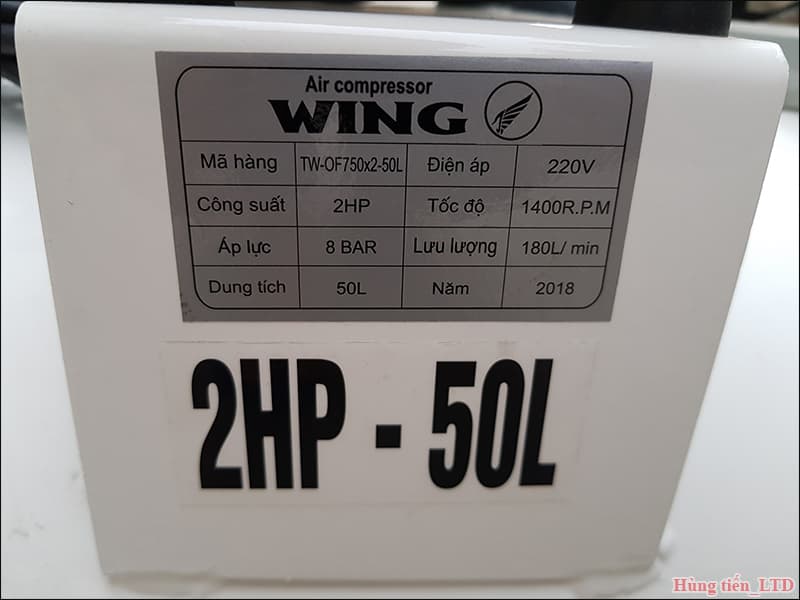 Air compressor
WING
Mã hàng TW-OF750x2-50L Điện áp 220V
Công suất 2HP Tốc độ 1400R.P.M
Áp lực 8 BAR Lưu lượng 180L/ min
Dung tích 50L Năm 2018
2HP - 50L
Hùng tiến_LTD